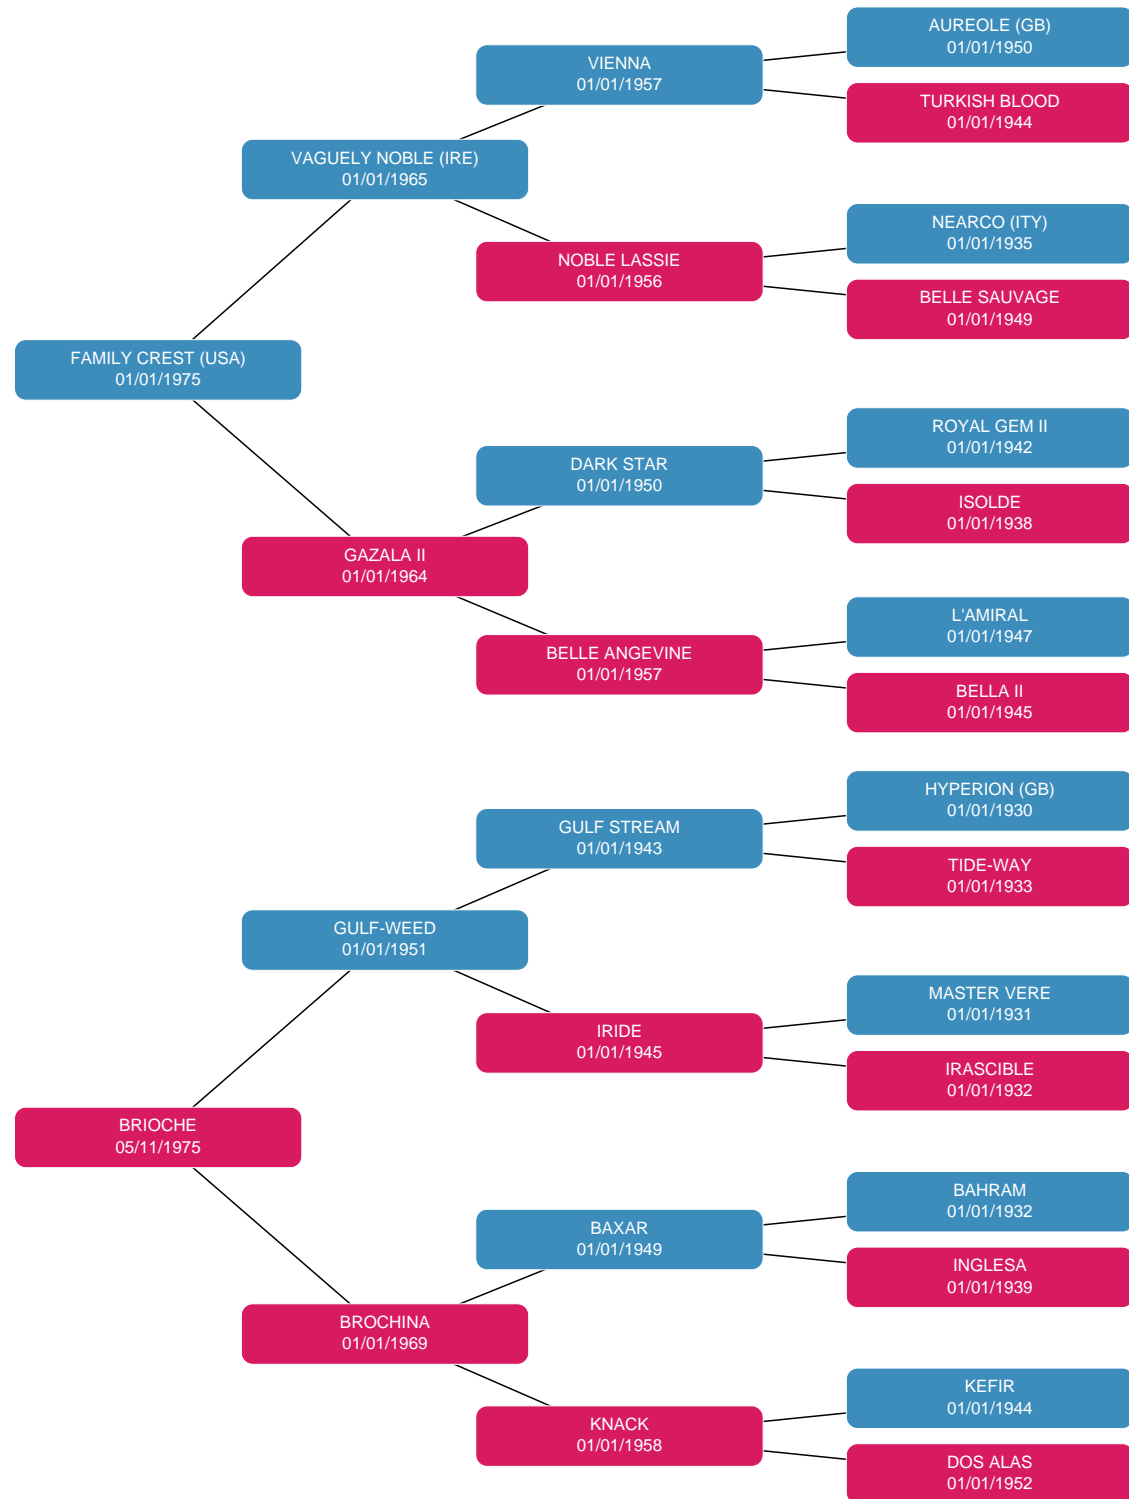 AUREOLE (GB)
01/01/1950
VIENNA
01/01/1957
TURKISH BLOOD
01/01/1944
VAGUELY NOBLE (IRE)
01/01/1965
NEARCO (ITY)
01/01/1935
NOBLE LASSIE
01/01/1956
BELLE SAUVAGE
01/01/1949
FAMILY CREST (USA)
01/01/1975
ROYAL GEM II
01/01/1942
DARK STAR
01/01/1950
ISOLDE
01/01/1938
GAZALA II
01/01/1964
L'AMIRAL
01/01/1947
BELLE ANGEVINE
01/01/1957
BELLA II
01/01/1945
HYPERION (GB)
01/01/1930
GULF STREAM
01/01/1943
TIDE-WAY
01/01/1933
GULF-WEED
01/01/1951
MASTER VERE
01/01/1931
IRIDE
01/01/1945
IRASCIBLE
01/01/1932
BRIOCHE
05/11/1975
BAHRAM
01/01/1932
BAXAR
01/01/1949
INGLESA
01/01/1939
BROCHINA
01/01/1969
KEFIR
01/01/1944
KNACK
01/01/1958
DOS ALAS
01/01/1952